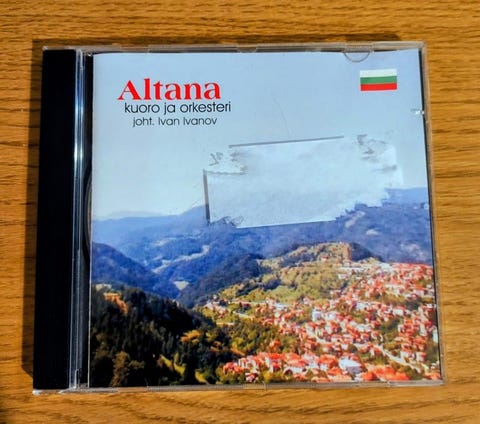 Altana
kuoro ja orkesteri
joht. Ivan Ivanov